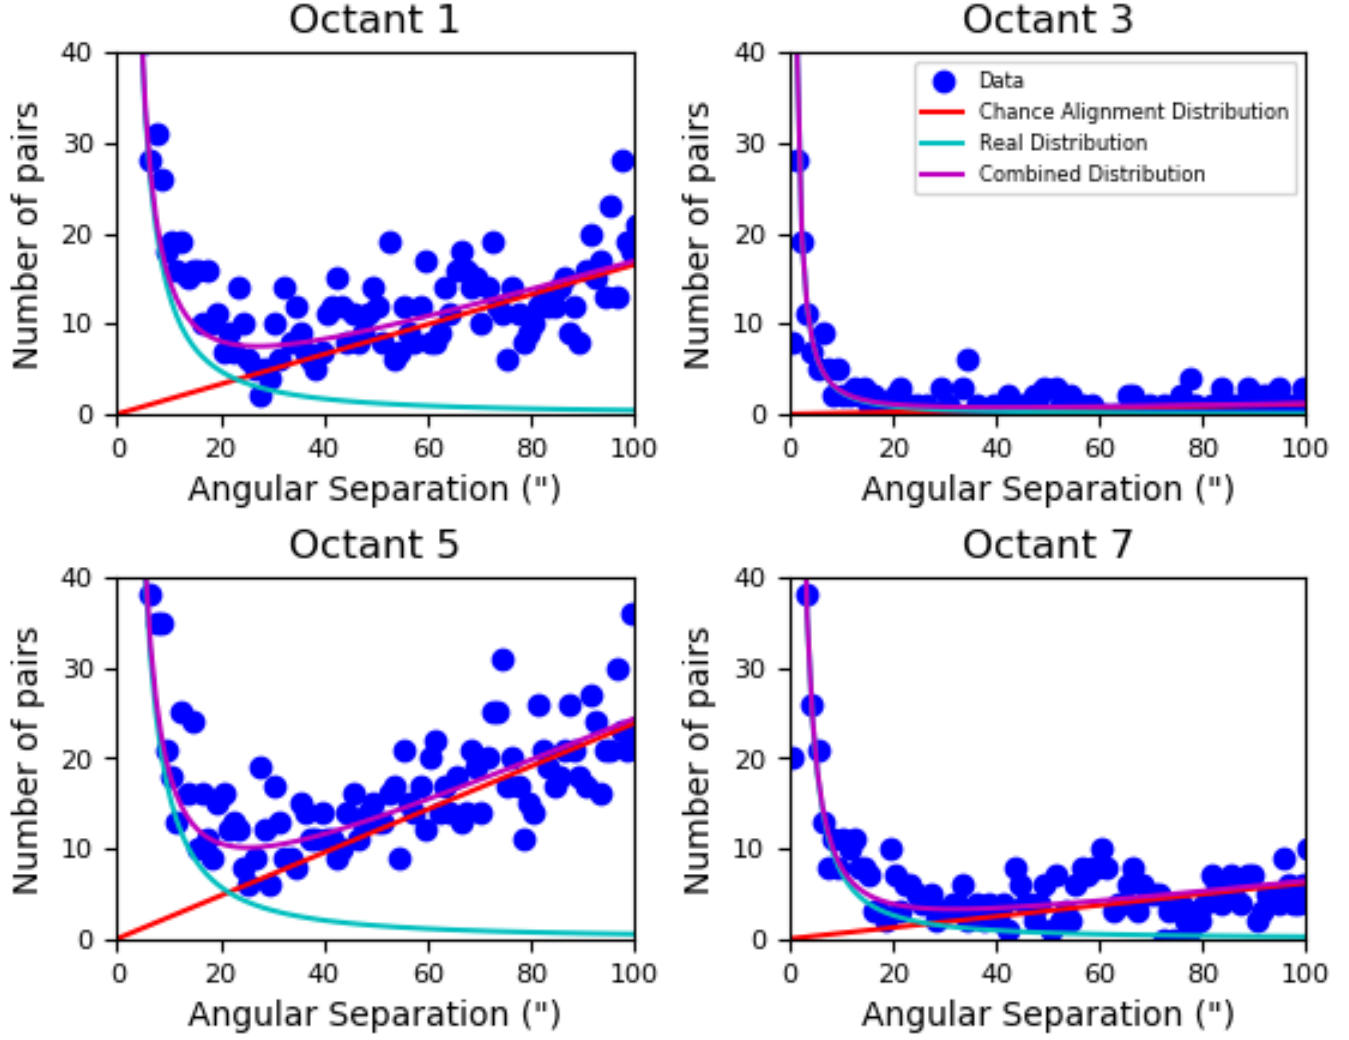 Octant 1
40
30
20
10
0
Number of pairs
0 20 40 60 80 100
Angular Separation (")
Octant 3
40
30
20
10
0
Number of pairs
Data
Chance Alignment Distribution
Real Distribution
Combined Distribution
0 20 40 60 80 100
Angular Separation (")
Octant 5
40
30
20
10
0
Number of pairs
0 20 40 60 80 100
Angular Separation (")
Octant 7
40
30
20
10
0
Number of pairs
0 20 40 60 80 100
Angular Separation (")